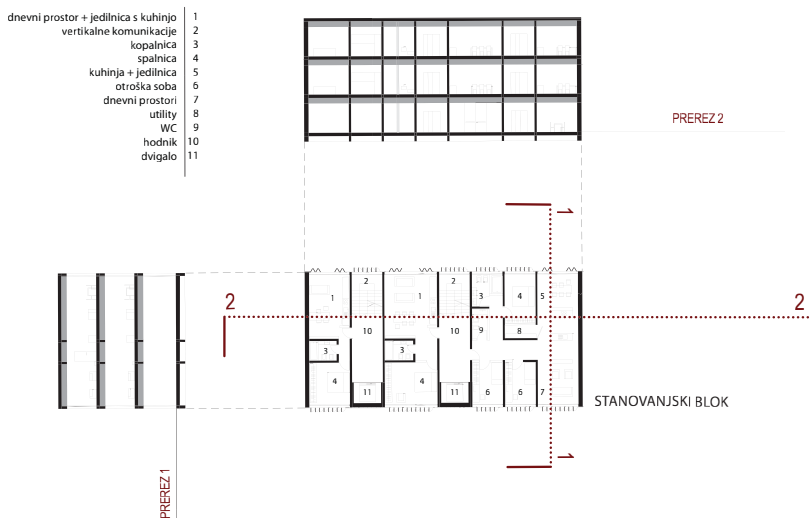 dnevni prostor + jedilnica s kuhinjo 1
vertikalne komunikacije 2
kopalnica 3
spalnica 4
kuhinja + jedilnica 5
otroška soba 6
dnevni prostori 7
utility 8
WC 9
hodnik 10
dvigalo 11
PREREZ 2
1
2 2
2 2 3 4 5
1 1
10 10 9 8
3 3
4 4
11 11 6 6 7
STANOVANJSKI BLOK
1
PREREZ 1